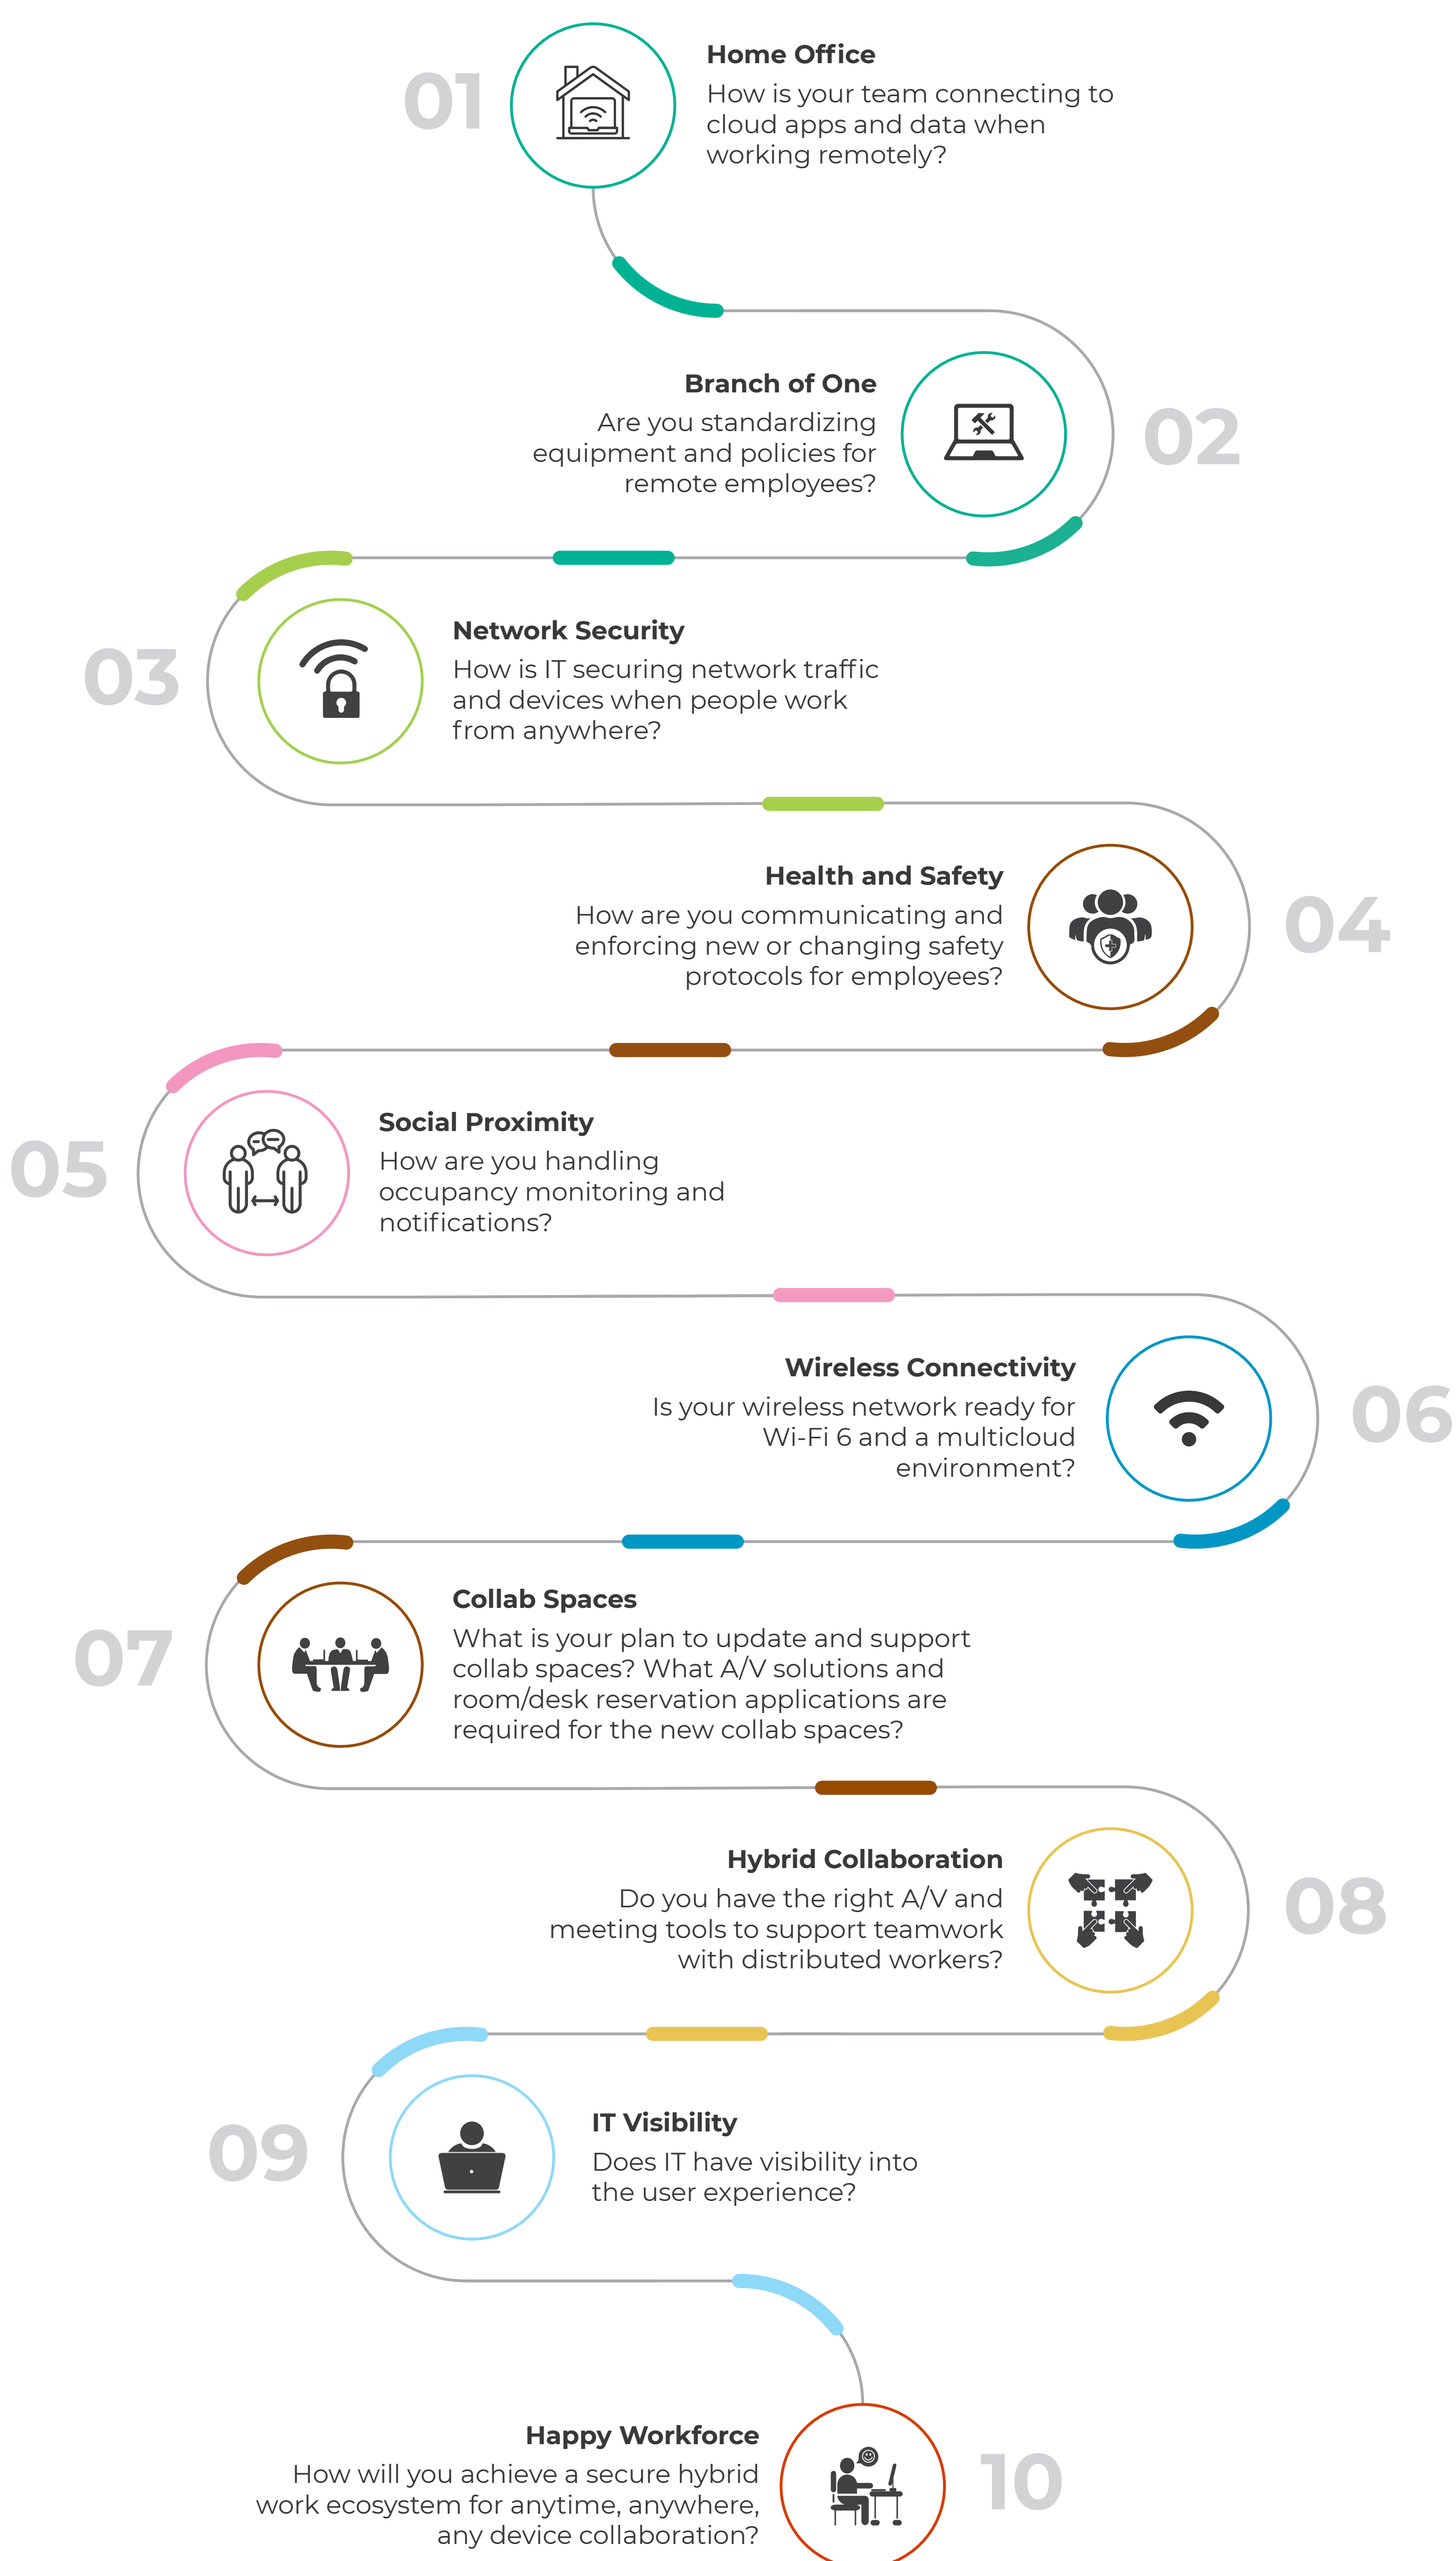 01
Home Office
How is your team connecting to
cloud apps and data when
working remotely?
Branch of One
Are you standardizing
equipment and policies for
remote employees?
02
03
Network Security
How is IT securing network traffic
and devices when people work
from anywhere?
Health and Safety
How are you communicating and
enforcing new or changing safety
protocols for employees?
04
05
Social Proximity
How are you handling
occupancy monitoring and
notifications?
Wireless Connectivity
Is your wireless network ready for
Wi-Fi 6 and a multicloud
environment?
06
07
Collab Spaces
What is your plan to update and support
collab spaces? What A/V solutions and
room/desk reservation applications are
required for the new collab spaces?
Hybrid Collaboration
Do you have the right A/V and
meeting tools to support teamwork
with distributed workers?
08
09
IT Visibility
Does IT have visibility into
the user experience?
Happy Workforce
How will you achieve a secure hybrid
work ecosystem for anytime, anywhere,
any device collaboration?
10